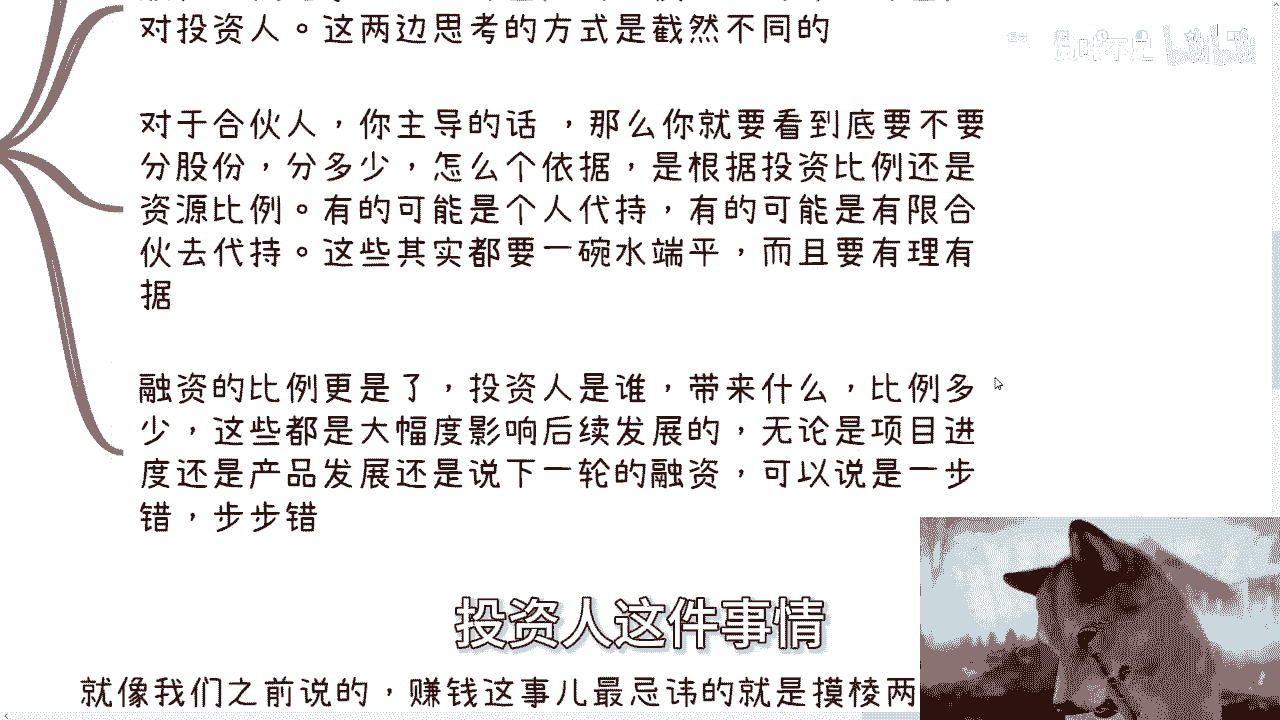 对投资人。这两边思考的方式是截然不同的
对于合伙人，你主导的话 ，那么你就要看到底要不要
分股份，分多少，怎么个依据，是根据投资比例还是
资源比例。有的可能是个人代持，有的可能是有限合
伙去代持。这些其实都要一碗水端平，而且要有理有
据
融资的比例更是了，投资人是谁，带来什么，比例多
少，这些都是大幅度影响后续发展的，无论是项目进
度还是产品发展还是说下一轮的融资，可以说是一步
错，步步错
投资人这件事情
就像我们之前说的，赚钱这事儿最忌讳的就是摸棱两